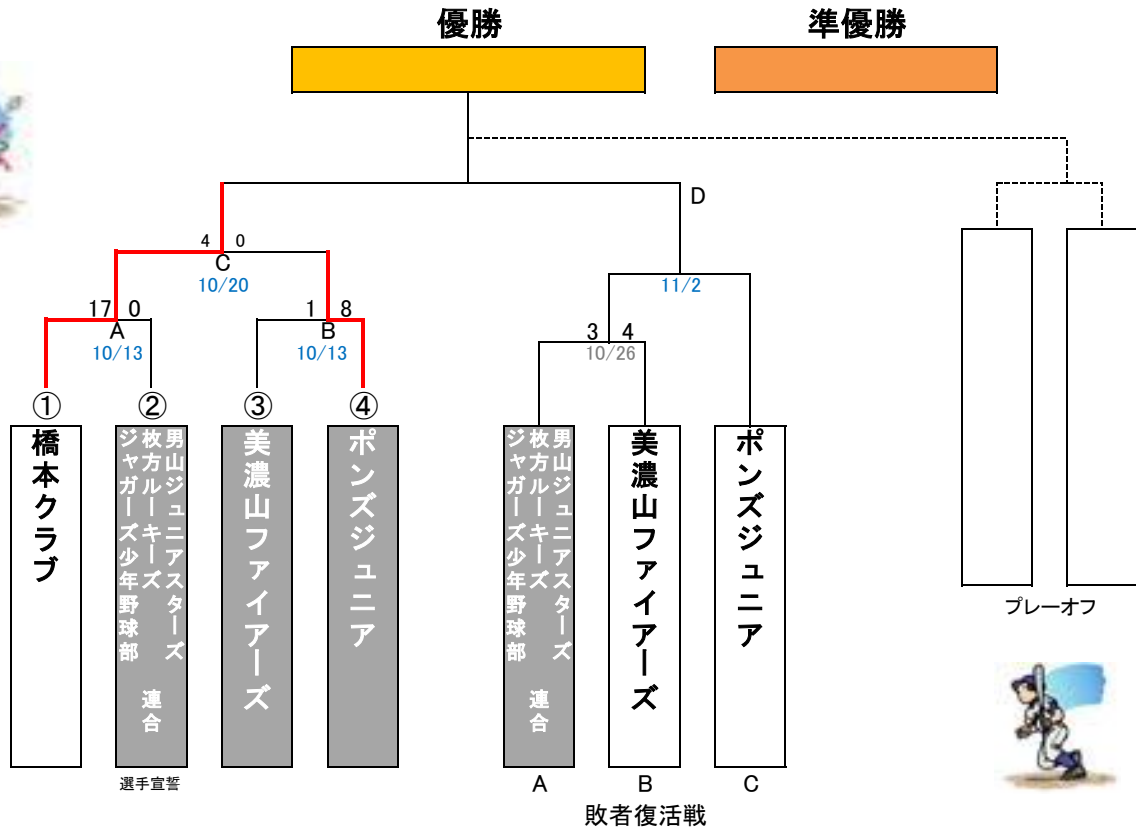 優勝
準優勝
D
4 0
C
10/20
11/2
17 0
A
10/13
1 8
B
10/13
3 4
10/26
①
②
③
④
橋本クラブ
男山ジュニアスターズ
枚方ルーキーズ
ジャガーズ少年野球部
連合
美濃山ファイアーズ
ポンズジュニア
男山ジュニアスターズ
枚方ルーキーズ
ジャガーズ少年野球部
連合
美濃山ファイアーズ
ポンズジュニア
プレーオフ
選手宣誓
A
B
C
敗者復活戦